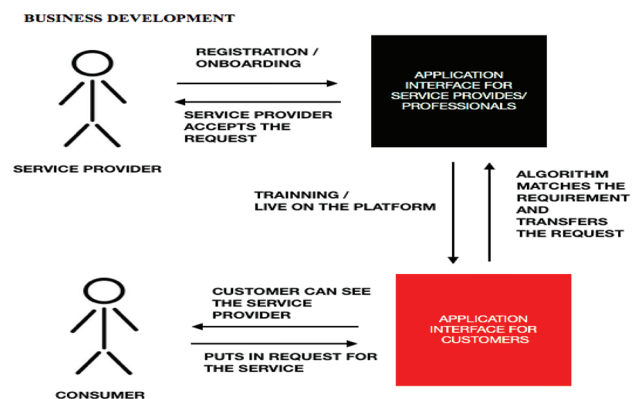 BUSINESS DEVELOPMENT
REGISTRATION /
ONBOARDING
APPLICATION
INTERFACE FOR
SERVICE PROVIDES/
PROFESSIONALS
SERVICE PROVIDER
ACCEPTS THE
REQUEST
SERVICE PROVIDER
TRAINNING /
LIVE ON THE PLATFORM
ALGORITHM
MATCHES THE
REQUIREMENT
AND
TRANSFERS
THE REQUEST
CUSTOMER CAN SEE
THE SERVICE
PROVIDER
APPLICATION
INTERFACE FOR
CUSTOMERS
PUTS IN REQUEST FOR
THE SERVICE
CONSUMER